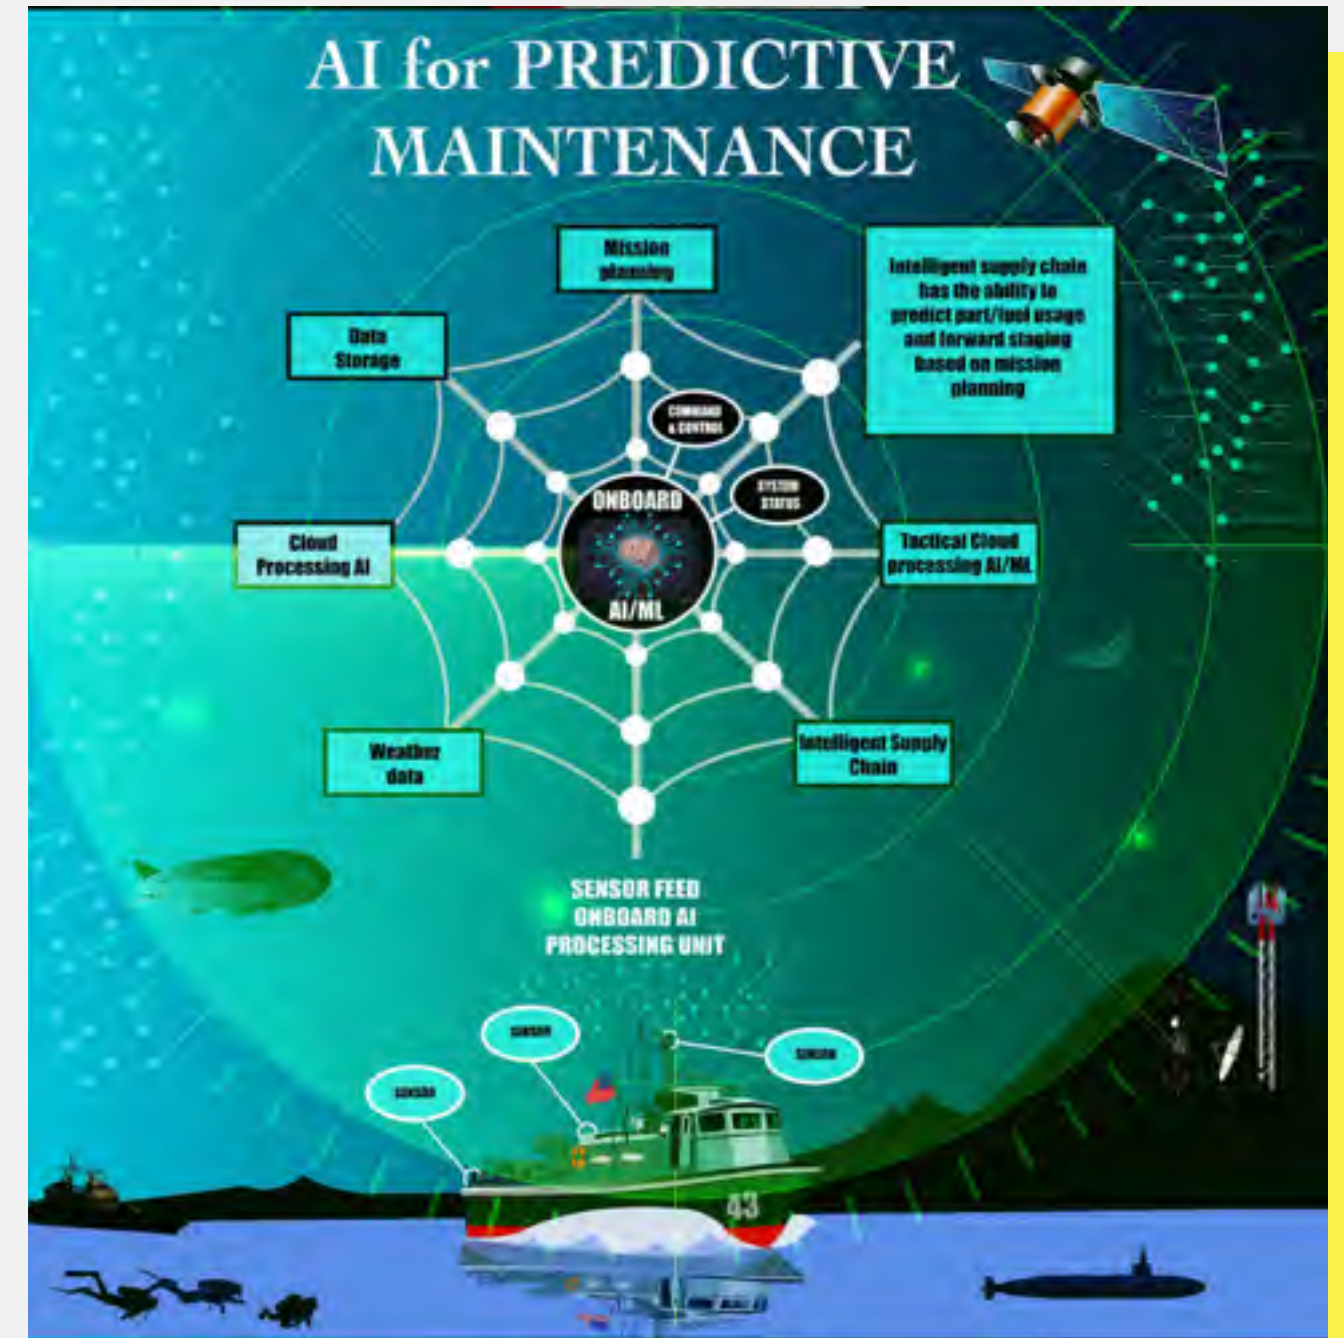 AI for PREDICTIVE
MAINTENANCE
Mission
planning
Intelligent supply chain
has the ability to
predict part/fuel usage
and forward staging
based on mission
planning
Data
Storage
COMMAND
& CONTROL
SYSTEM
STATUS
ONBOARD
AI/ML
Cloud
Processing AI
Tactical Cloud
processing AI/ML
Weather
data
Intelligent Supply
Chain
SENSOR FEED
ONBOARD AI
PROCESSING UNIT
SENSOR
SENSOR
SENSOR
43